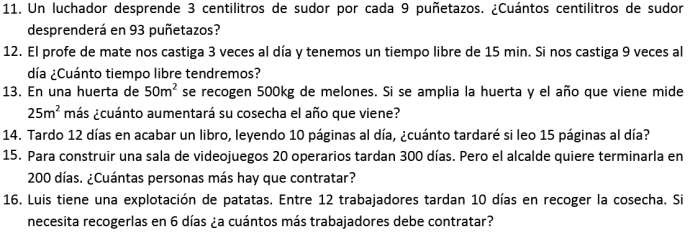 11. Un luchador desprende 3 centilitros de sudor por cada 9 puñetazos. ¿Cuántos centilitros de sudor
desprenderá en 93 puñetazos?
12. El profe de mate nos castiga 3 veces al día y tenemos un tiempo libre de 15 min. Si nos castiga 9 veces al
día ¿Cuánto tiempo libre tendremos?
13. En una huerta de 50m² se recogen 500kg de melones. Si se amplia la huerta y el año que viene mide
25m² más ¿cuánto aumentará su cosecha el año que viene?
14. Tardo 12 días en acabar un libro, leyendo 10 páginas al día, ¿cuánto tardaré si leo 15 páginas al día?
15. Para construir una sala de videojuegos 20 operarios tardan 300 días. Pero el alcalde quiere terminarla en
200 días. ¿Cuántas personas más hay que contratar?
16. Luis tiene una explotación de patatas. Entre 12 trabajadores tardan 10 días en recoger la cosecha. Si
necesita recogerlas en 6 días ¿a cuántos más trabajadores debe contratar?